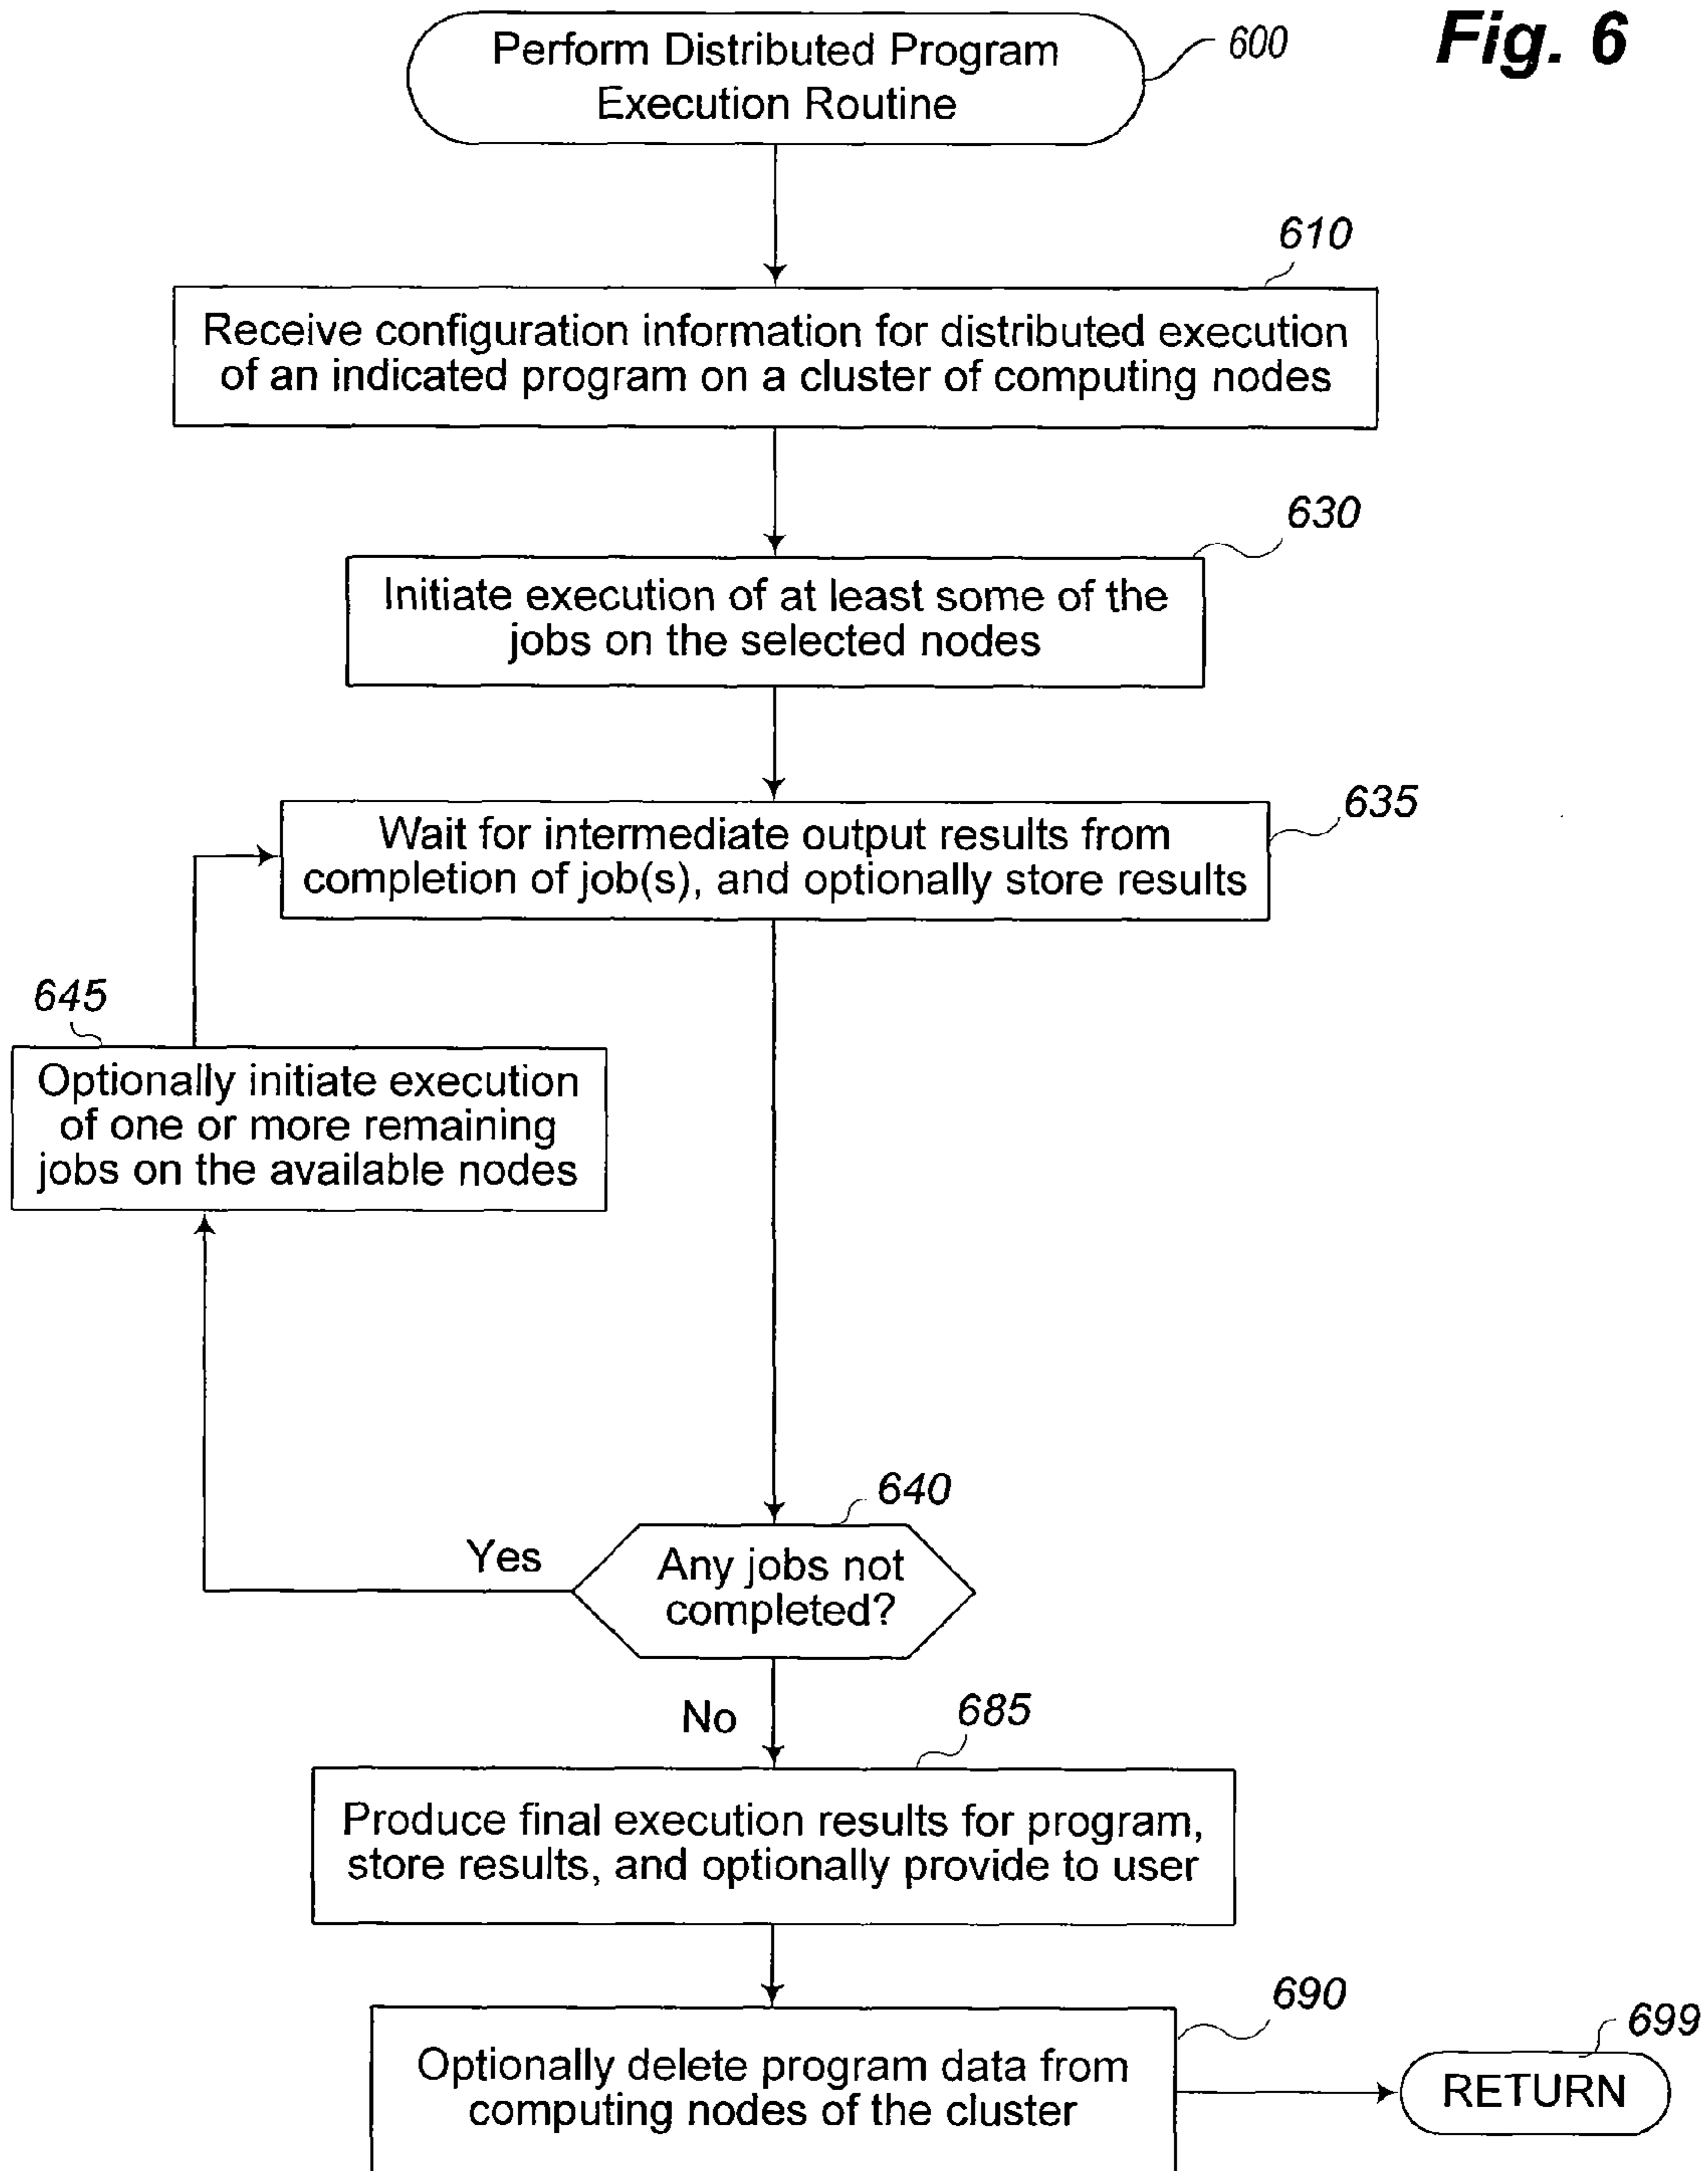 Fig. 6
Perform Distributed Program
Execution Routine
600
610
Receive configuration information for distributed execution
of an indicated program on a cluster of computing nodes
630
Initiate execution of at least some of the
jobs on the selected nodes
635
Wait for intermediate output results from
completion of job(s), and optionally store results
645
Optionally initiate execution
of one or more remaining
jobs on the available nodes
640
Yes
Any jobs not
completed?
No
685
Produce final execution results for program,
store results, and optionally provide to user
690
Optionally delete program data from
computing nodes of the cluster
699
RETURN